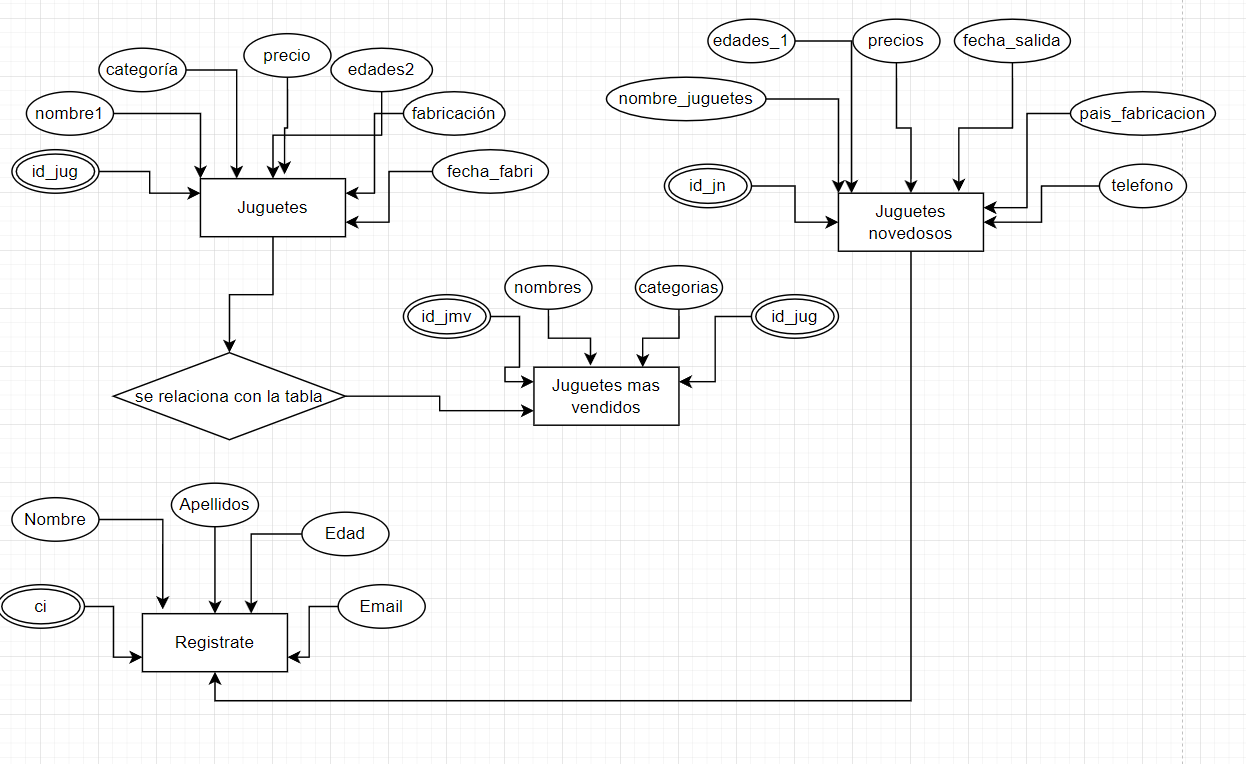 edades_1
precios
fecha_salida
precio
categoría
edades2
nombre_juguetes
nombre1
fabricación
pais_fabricacion
id_jug
fecha_fabri
id_jn
telefono
Juguetes
Juguetes
novedosos
nombres
categorias
id_jmv
id_jug
se relaciona con la tabla
Juguetes mas
vendidos
Nombre
Apellidos
Edad
ci
Email
Registrate